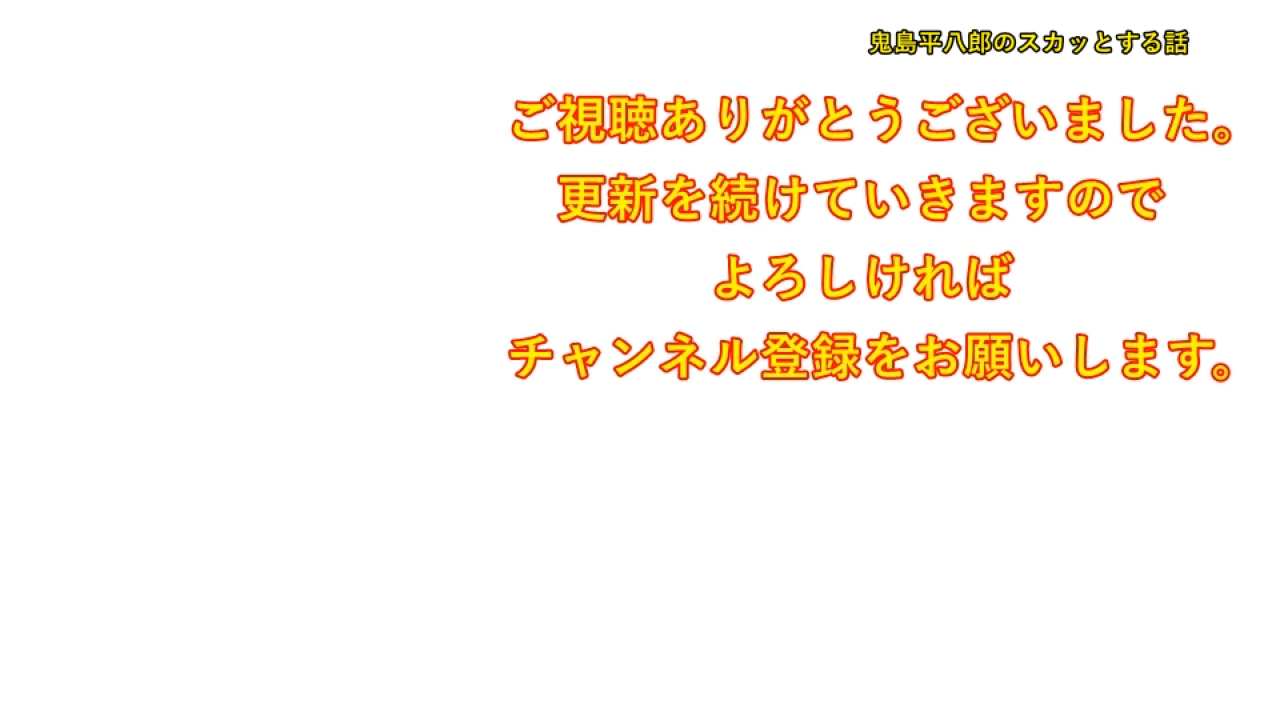 鬼島平八郎のスカッとする話
ご視聴ありがとうございました。
更新を続けていきますので
よろしければ
チャンネル登録をお願いします。